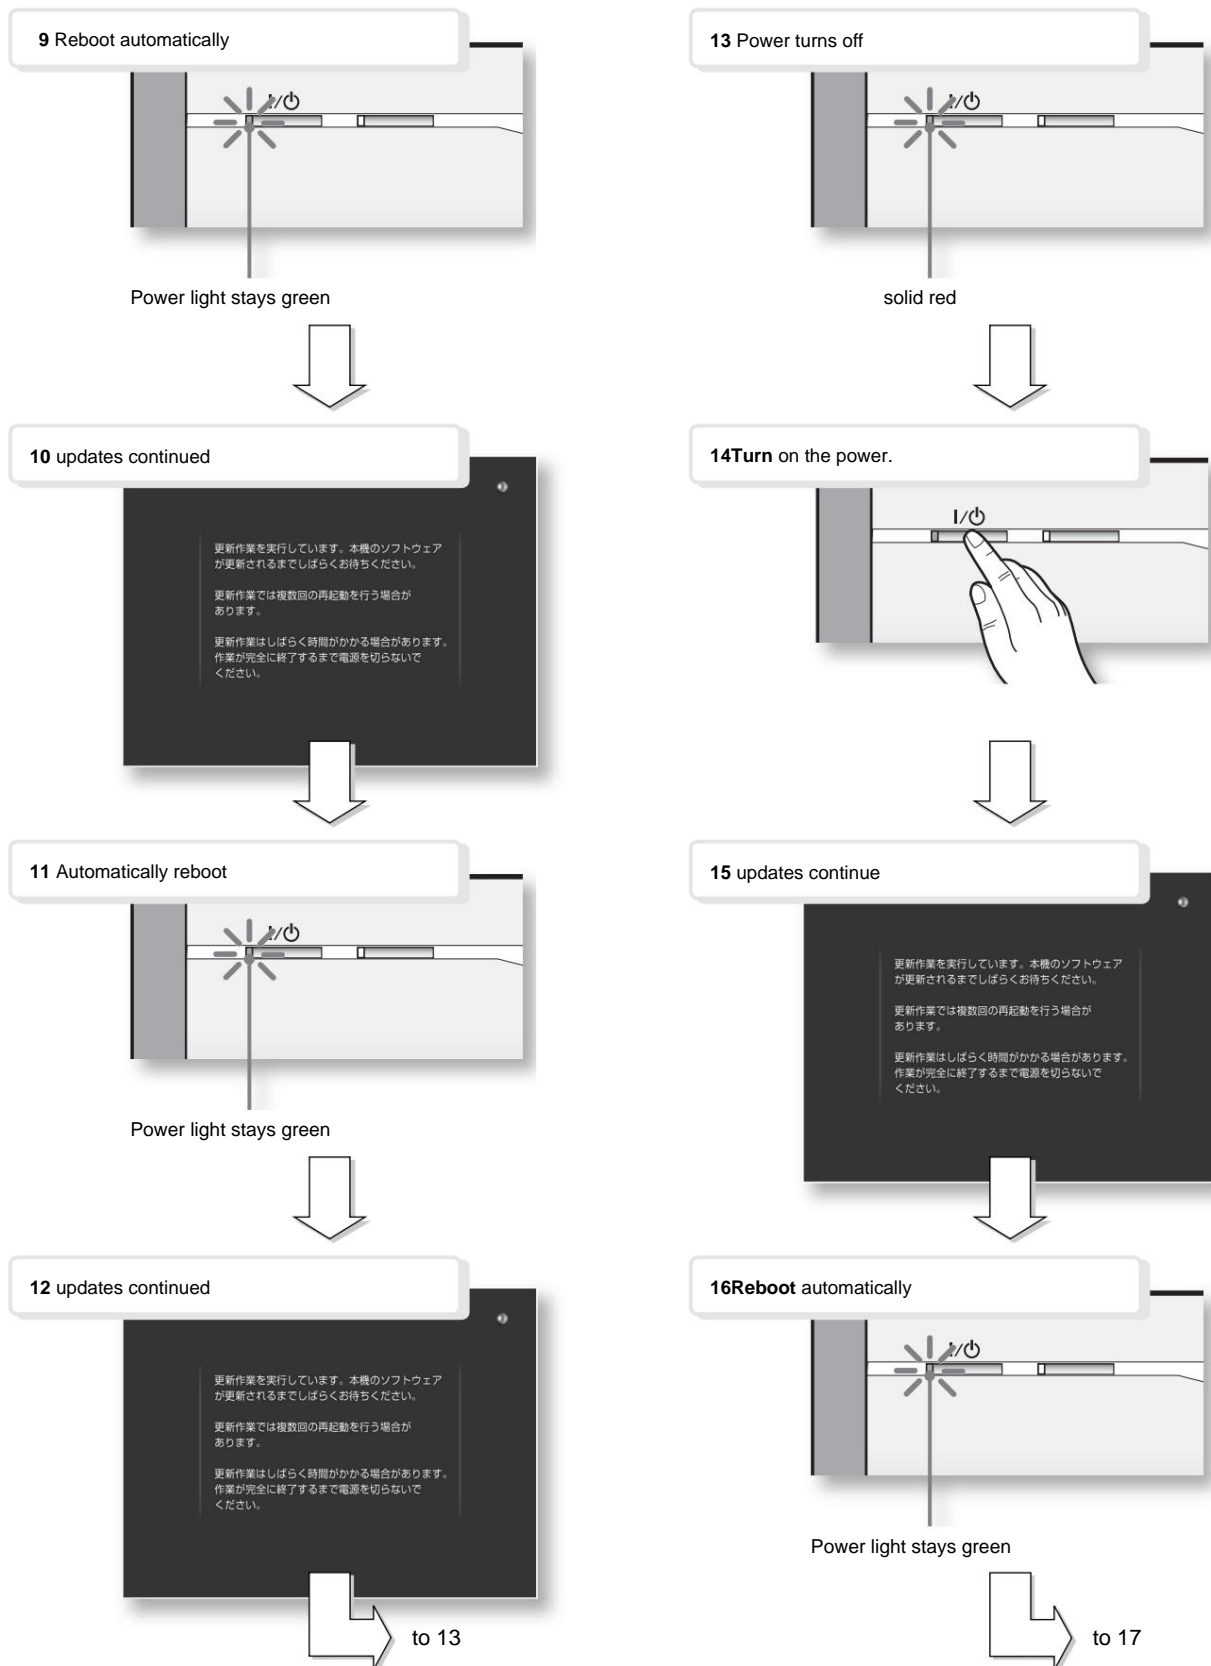 9 Reboot automatically
I/⏻
Power light stays green
10 updates continued
更新作業を実行しています。本機のソフトウェア
が更新されるまでしばらくお待ちください。
更新作業では複数回の再起動を行う場合が
あります。
更新作業はしばらく時間がかかる場合があります。
作業が完全に終了するまで電源を切らないで
ください。
11 Automatically reboot
I/⏻
Power light stays green
12 updates continued
更新作業を実行しています。本機のソフトウェア
が更新されるまでしばらくお待ちください。
更新作業では複数回の再起動を行う場合が
あります。
更新作業はしばらく時間がかかる場合があります。
作業が完全に終了するまで電源を切らないで
ください。
to 13
13 Power turns off
I/⏻
solid red
14Turn on the power.
I/⏻
15 updates continue
更新作業を実行しています。本機のソフトウェア
が更新されるまでしばらくお待ちください。
更新作業では複数回の再起動を行う場合が
あります。
更新作業はしばらく時間がかかる場合があります。
作業が完全に終了するまで電源を切らないで
ください。
16Reboot automatically
I/⏻
Power light stays green
to 17